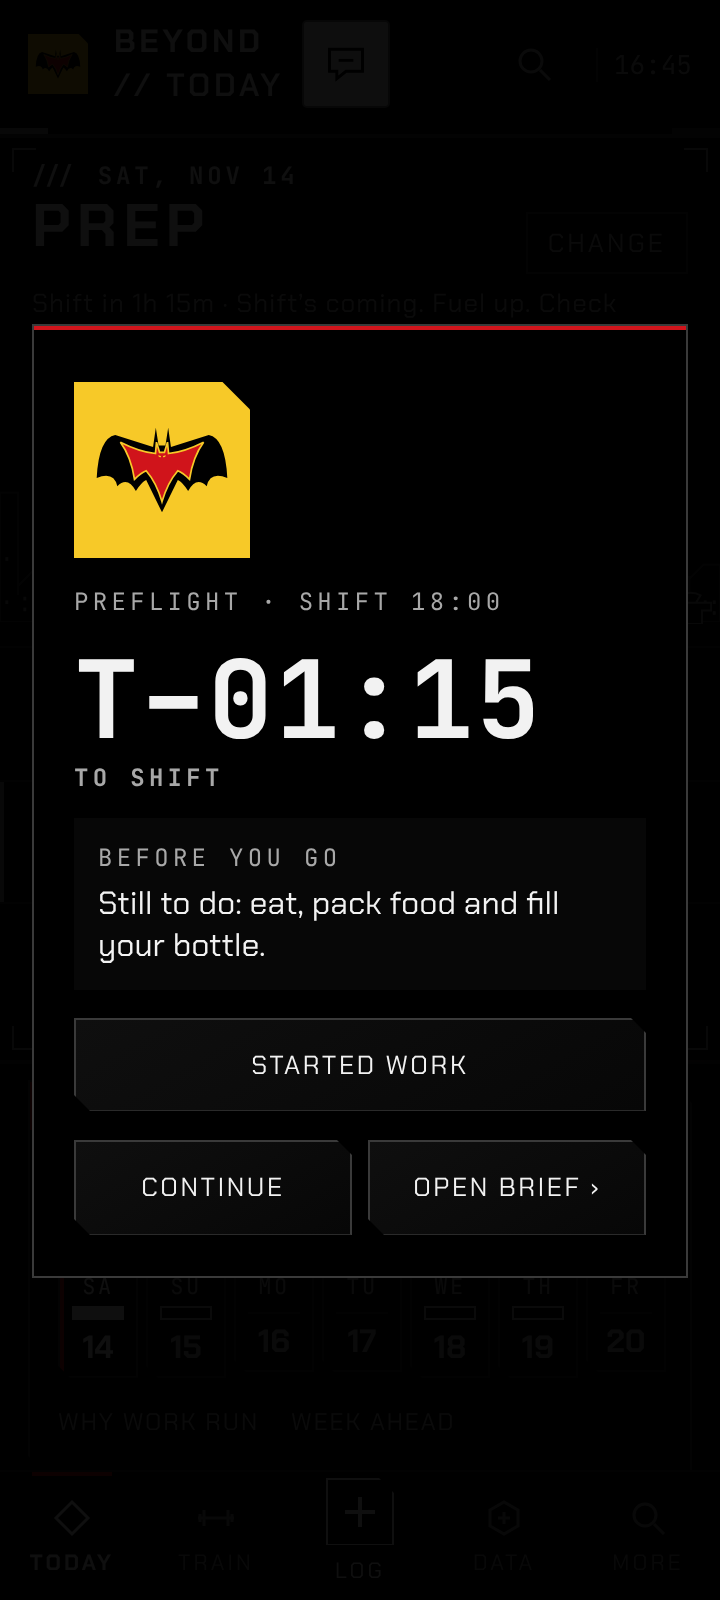 BEYOND
// TODAY
16:45
/// SAT, NOV 14
PREP
CHANGE
Shift in 1h 15m · Shift's coming. Fuel up. Check
PREFLIGHT · SHIFT 18:00
T-01:15
TO SHIFT
BEFORE YOU GO
Still to do: eat, pack food and fill
your bottle.
STARTED WORK
CONTINUE
OPEN BRIEF ›
SA SU MO TU WE TH FR
14 15 16 17 18 19 20
WHY WORK RUN WEEK AHEAD
TODAY TRAIN LOG DATA MORE